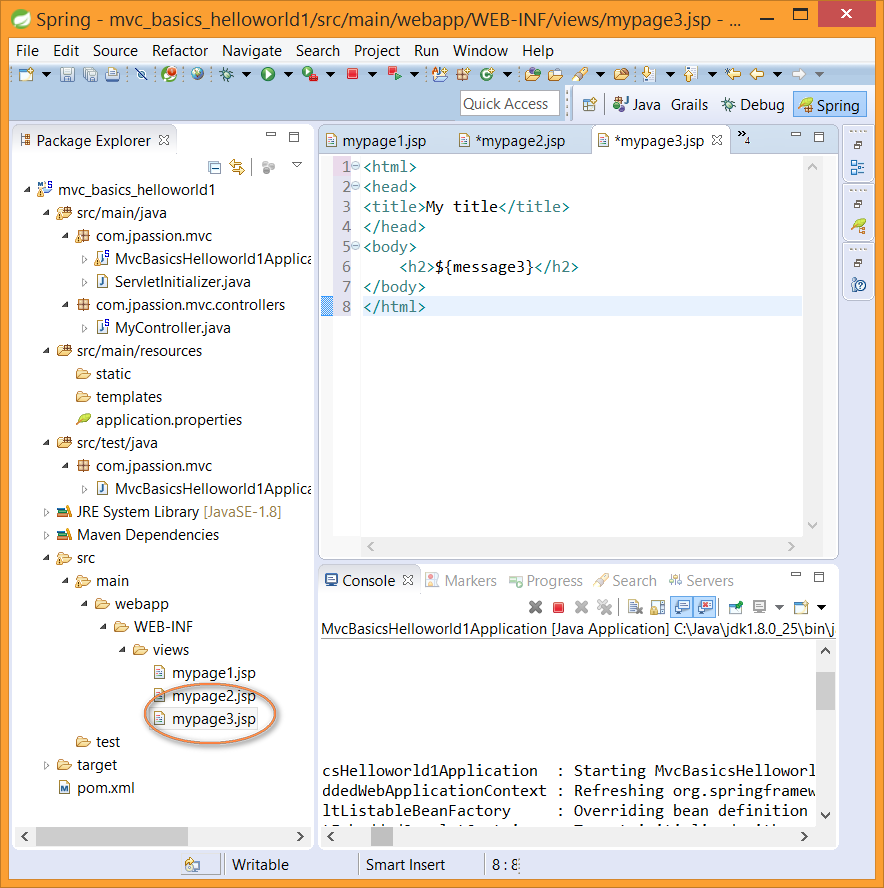 Spring - mvc_basics_helloworld1/src/main/webapp/WEB-INF/views/mypage3.jsp - ...
File Edit Source Refactor Navigate Search Project Run Window Help
Quick Access Java Grails Debug Spring
Package Explorer
mvc_basics_helloworld1
src/main/java
com.jpassion.mvc
MvcBasicsHelloworld1Applica
ServletInitializer.java
com.jpassion.mvc.controllers
MyController.java
src/main/resources
static
templates
application.properties
src/test/java
com.jpassion.mvc
MvcBasicsHelloworld1Applica
JRE System Library [JavaSE-1.8]
Maven Dependencies
src
main
webapp
WEB-INF
views
mypage1.jsp
mypage2.jsp
mypage3.jsp
test
target
pom.xml
mypage1.jsp *mypage2.jsp *mypage3.jsp »4
1 <html>
2 <head>
3 <title>My title</title>
4 </head>
5 <body>
6 <h2>${message3}</h2>
7 </body>
8 </html>
Console Markers Progress Search Servers
MvcBasicsHelloworld1Application [Java Application] C:\Java\jdk1.8.0_25\bin\j
csHelloworld1Application : Starting MvcBasicsHelloworl
ddedWebApplicationContext : Refreshing org.springframew
ltListableBeanFactory : Overriding bean definition
Writable Smart Insert 8 : 8